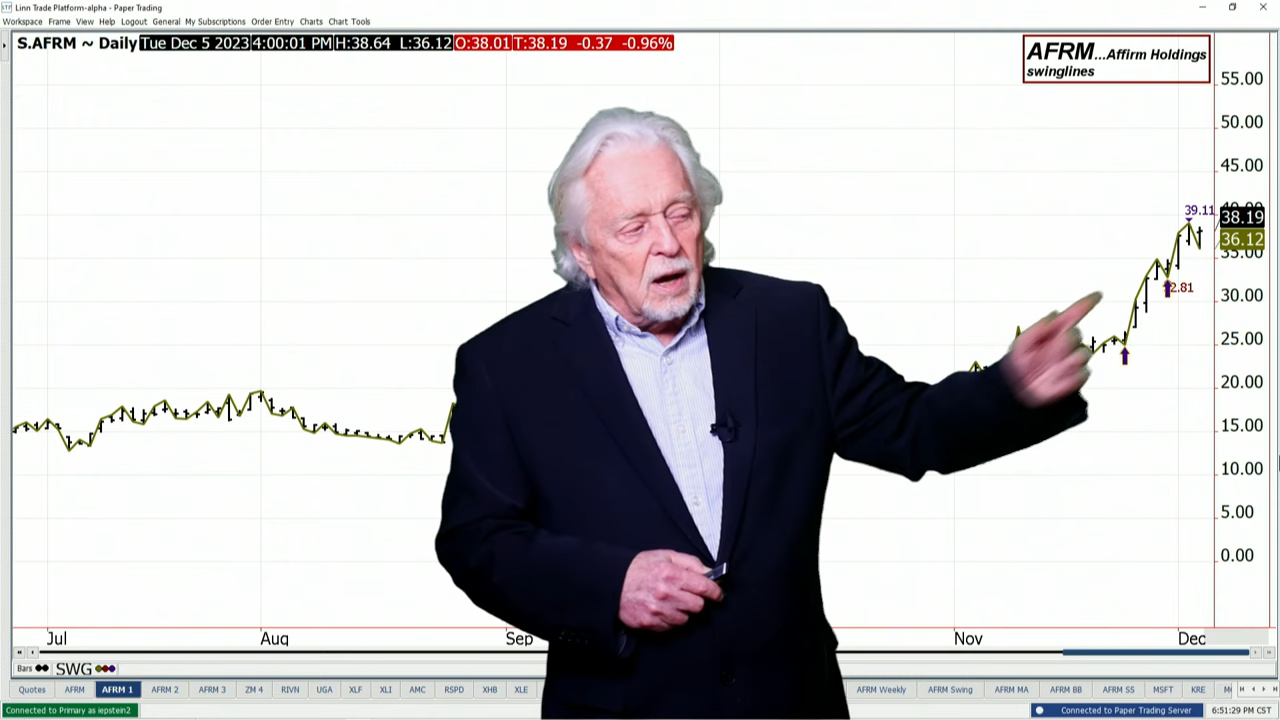 Linn Trade Platform-alpha - Paper Trading
Workspace Frame View Help Logout General My Subscriptions Order Entry Charts Chart Tools
S.AFRM ~ Daily Tue Dec 5 2023 4:00:01 PM H:38.64 L:36.12 O:38.01 T:38.19 -0.37 -0.96%
AFRM...Affirm Holdings
swinglines
55.00
50.00
45.00
39.11
38.19
36.12
35.00
2.81
30.00
25.00
20.00
15.00
10.00
5.00
0.00
Jul Aug Sep Nov Dec
Bars SWG
Quotes AFRM AFRM 1 AFRM 2 AFRM 3 ZM 4 RIVN UGA XLF XLI AMC RSPD XHB XLE AFRM Weekly AFRM Swing AFRM MA AFRM BB AFRM SS MSFT KRE
Connected to Primary as iepstein2 Connected to Paper Trading Server 6:51:29 PM CST